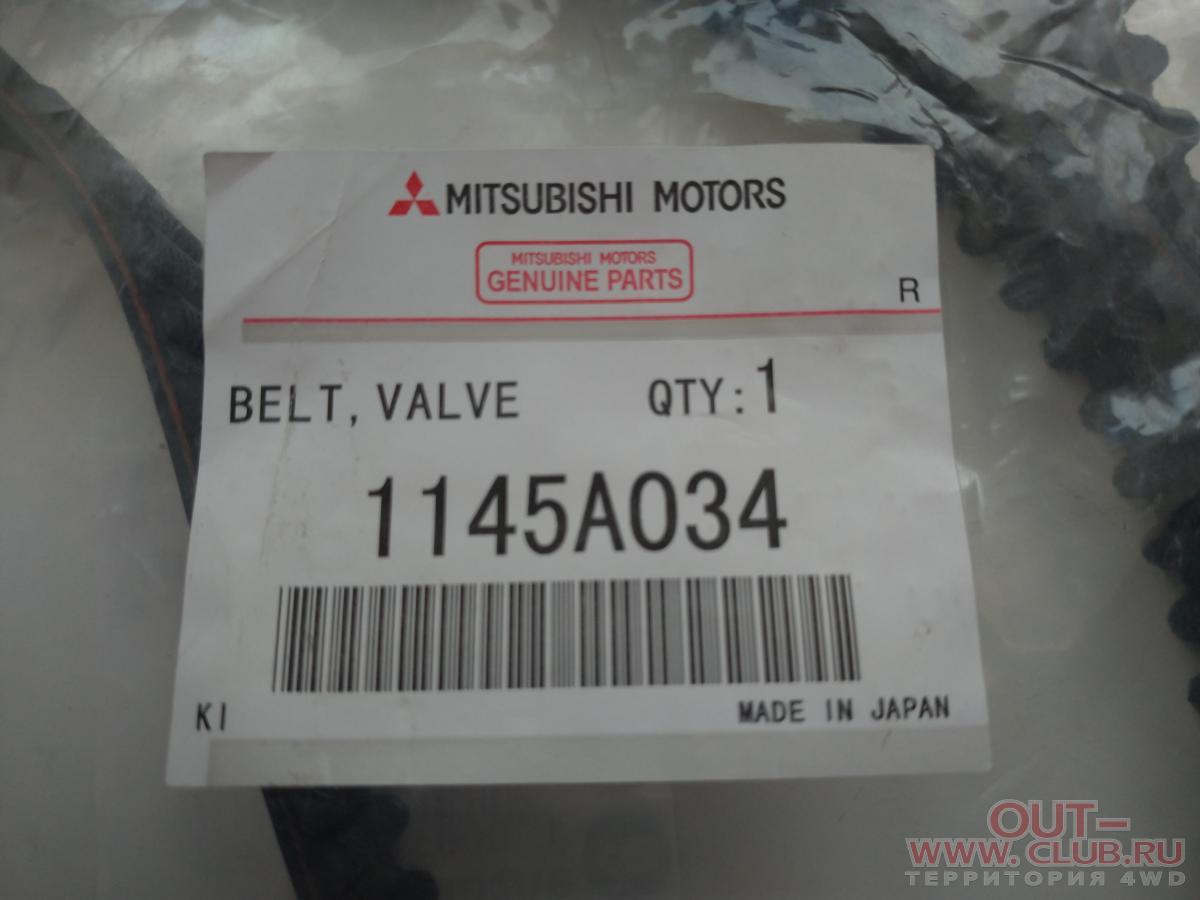 MITSUBISHI MOTORS
MITSUBISHI MOTORS
GENUINE PARTS
R
BELT, VALVE QTY: 1
1145A034
KI MADE IN JAPAN
OUT-
WWW.CLUB.RU
ТЕРРИТОРИЯ 4WD